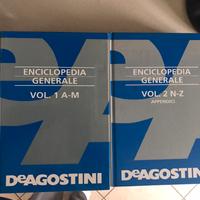 ENCICLOPEDIA
GENERALE
VOL. 1 A-M
DEAGOSTINI
ENCICLOPEDIA
GENERALE
VOL. 2 N-Z
APPENDICI
DEAGOSTINI